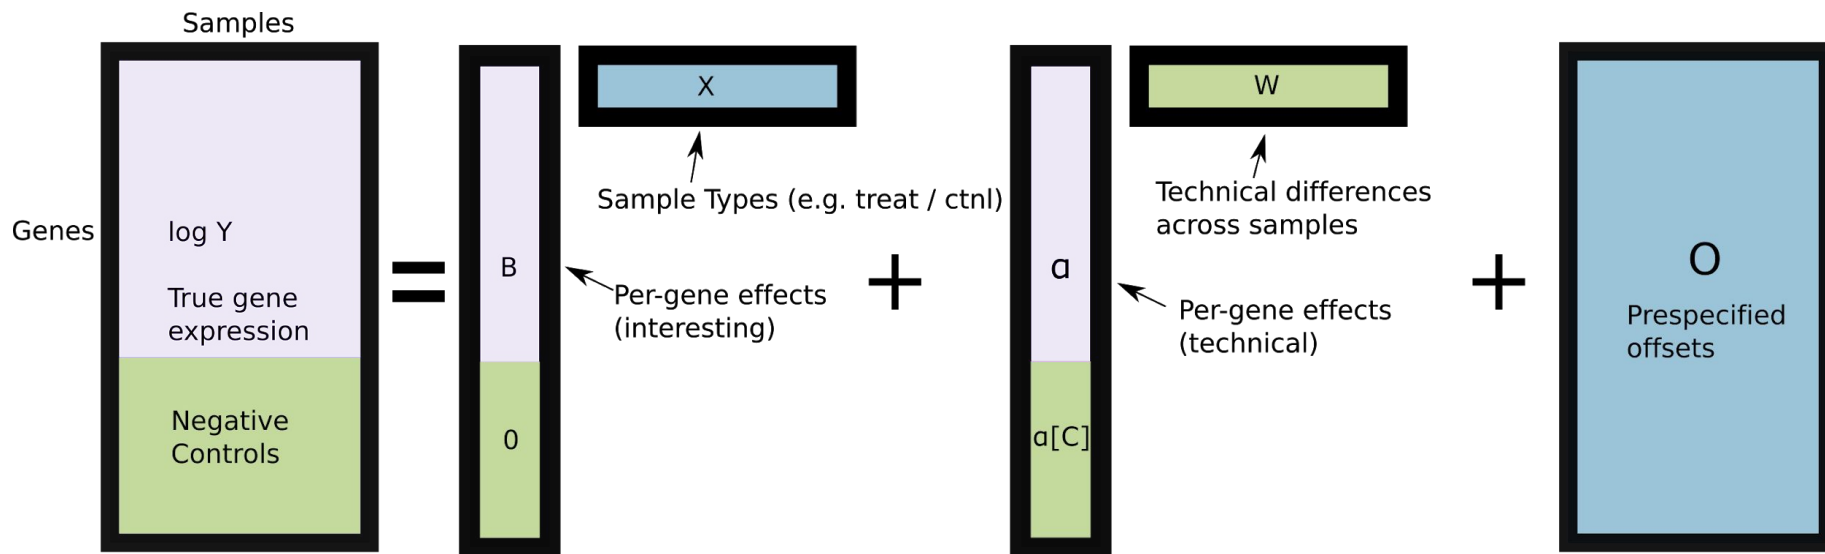 Samples
Genes
log Y
True gene
expression
Negative
Controls
=
B
0
X
Sample Types (e.g. treat / ctnl)
Per-gene effects
(interesting)
+
ɑ
ɑ[C]
W
Technical differences
across samples
Per-gene effects
(technical)
+
O
Prespecified
offsets